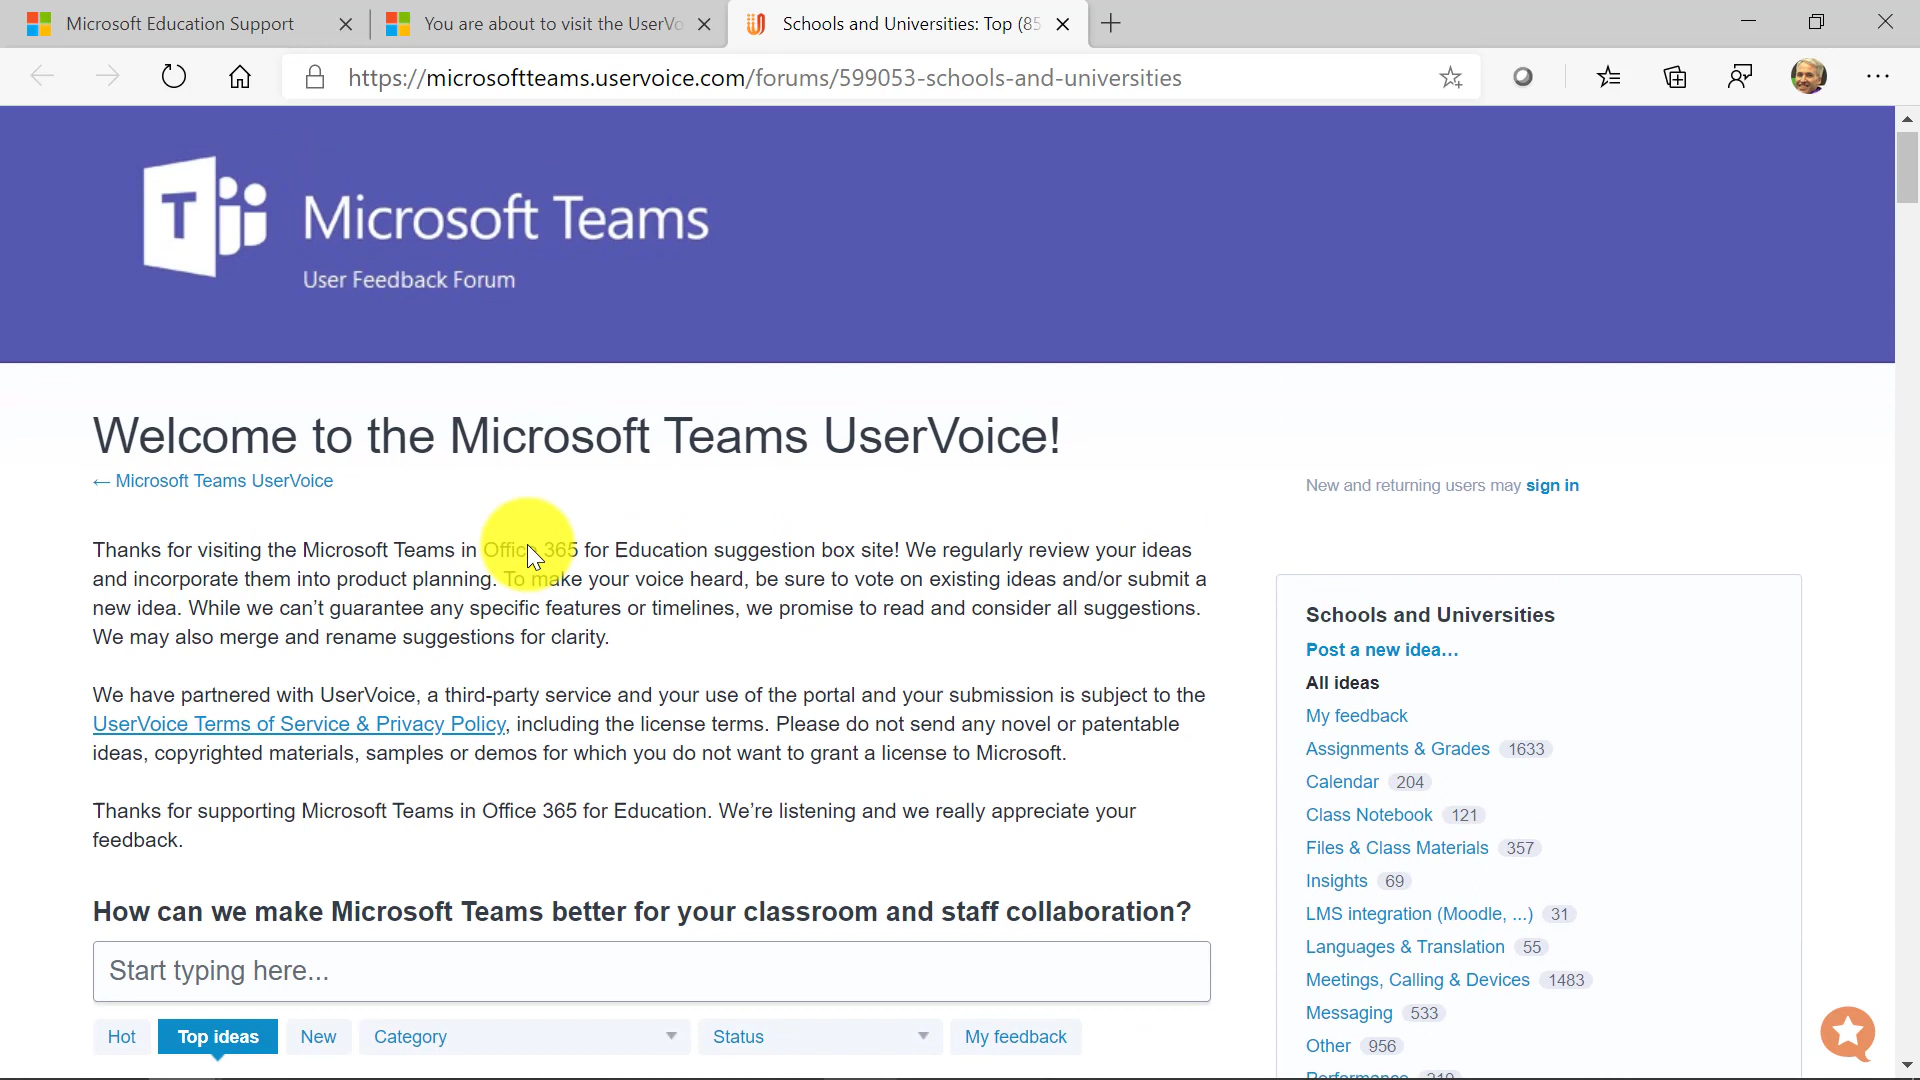 Microsoft Education Support
You are about to visit the UserVo
Schools and Universities: Top (85
https://microsoftteams.uservoice.com/forums/599053-schools-and-universities
Microsoft Teams
User Feedback Forum
Welcome to the Microsoft Teams UserVoice!
← Microsoft Teams UserVoice
New and returning users may sign in
Thanks for visiting the Microsoft Teams in Office 365 for Education suggestion box site! We regularly review your ideas
and incorporate them into product planning. To make your voice heard, be sure to vote on existing ideas and/or submit a
new idea. While we can’t guarantee any specific features or timelines, we promise to read and consider all suggestions.
We may also merge and rename suggestions for clarity.
We have partnered with UserVoice, a third-party service and your use of the portal and your submission is subject to the
UserVoice Terms of Service & Privacy Policy, including the license terms. Please do not send any novel or patentable
ideas, copyrighted materials, samples or demos for which you do not want to grant a license to Microsoft.
Thanks for supporting Microsoft Teams in Office 365 for Education. We’re listening and we really appreciate your
feedback.
How can we make Microsoft Teams better for your classroom and staff collaboration?
Start typing here...
Hot
Top ideas
New
Category
Status
My feedback
Schools and Universities
Post a new idea…
All ideas
My feedback
Assignments & Grades 1633
Calendar 204
Class Notebook 121
Files & Class Materials 357
Insights 69
LMS integration (Moodle, ...) 31
Languages & Translation 55
Meetings, Calling & Devices 1483
Messaging 533
Other 956
Performance